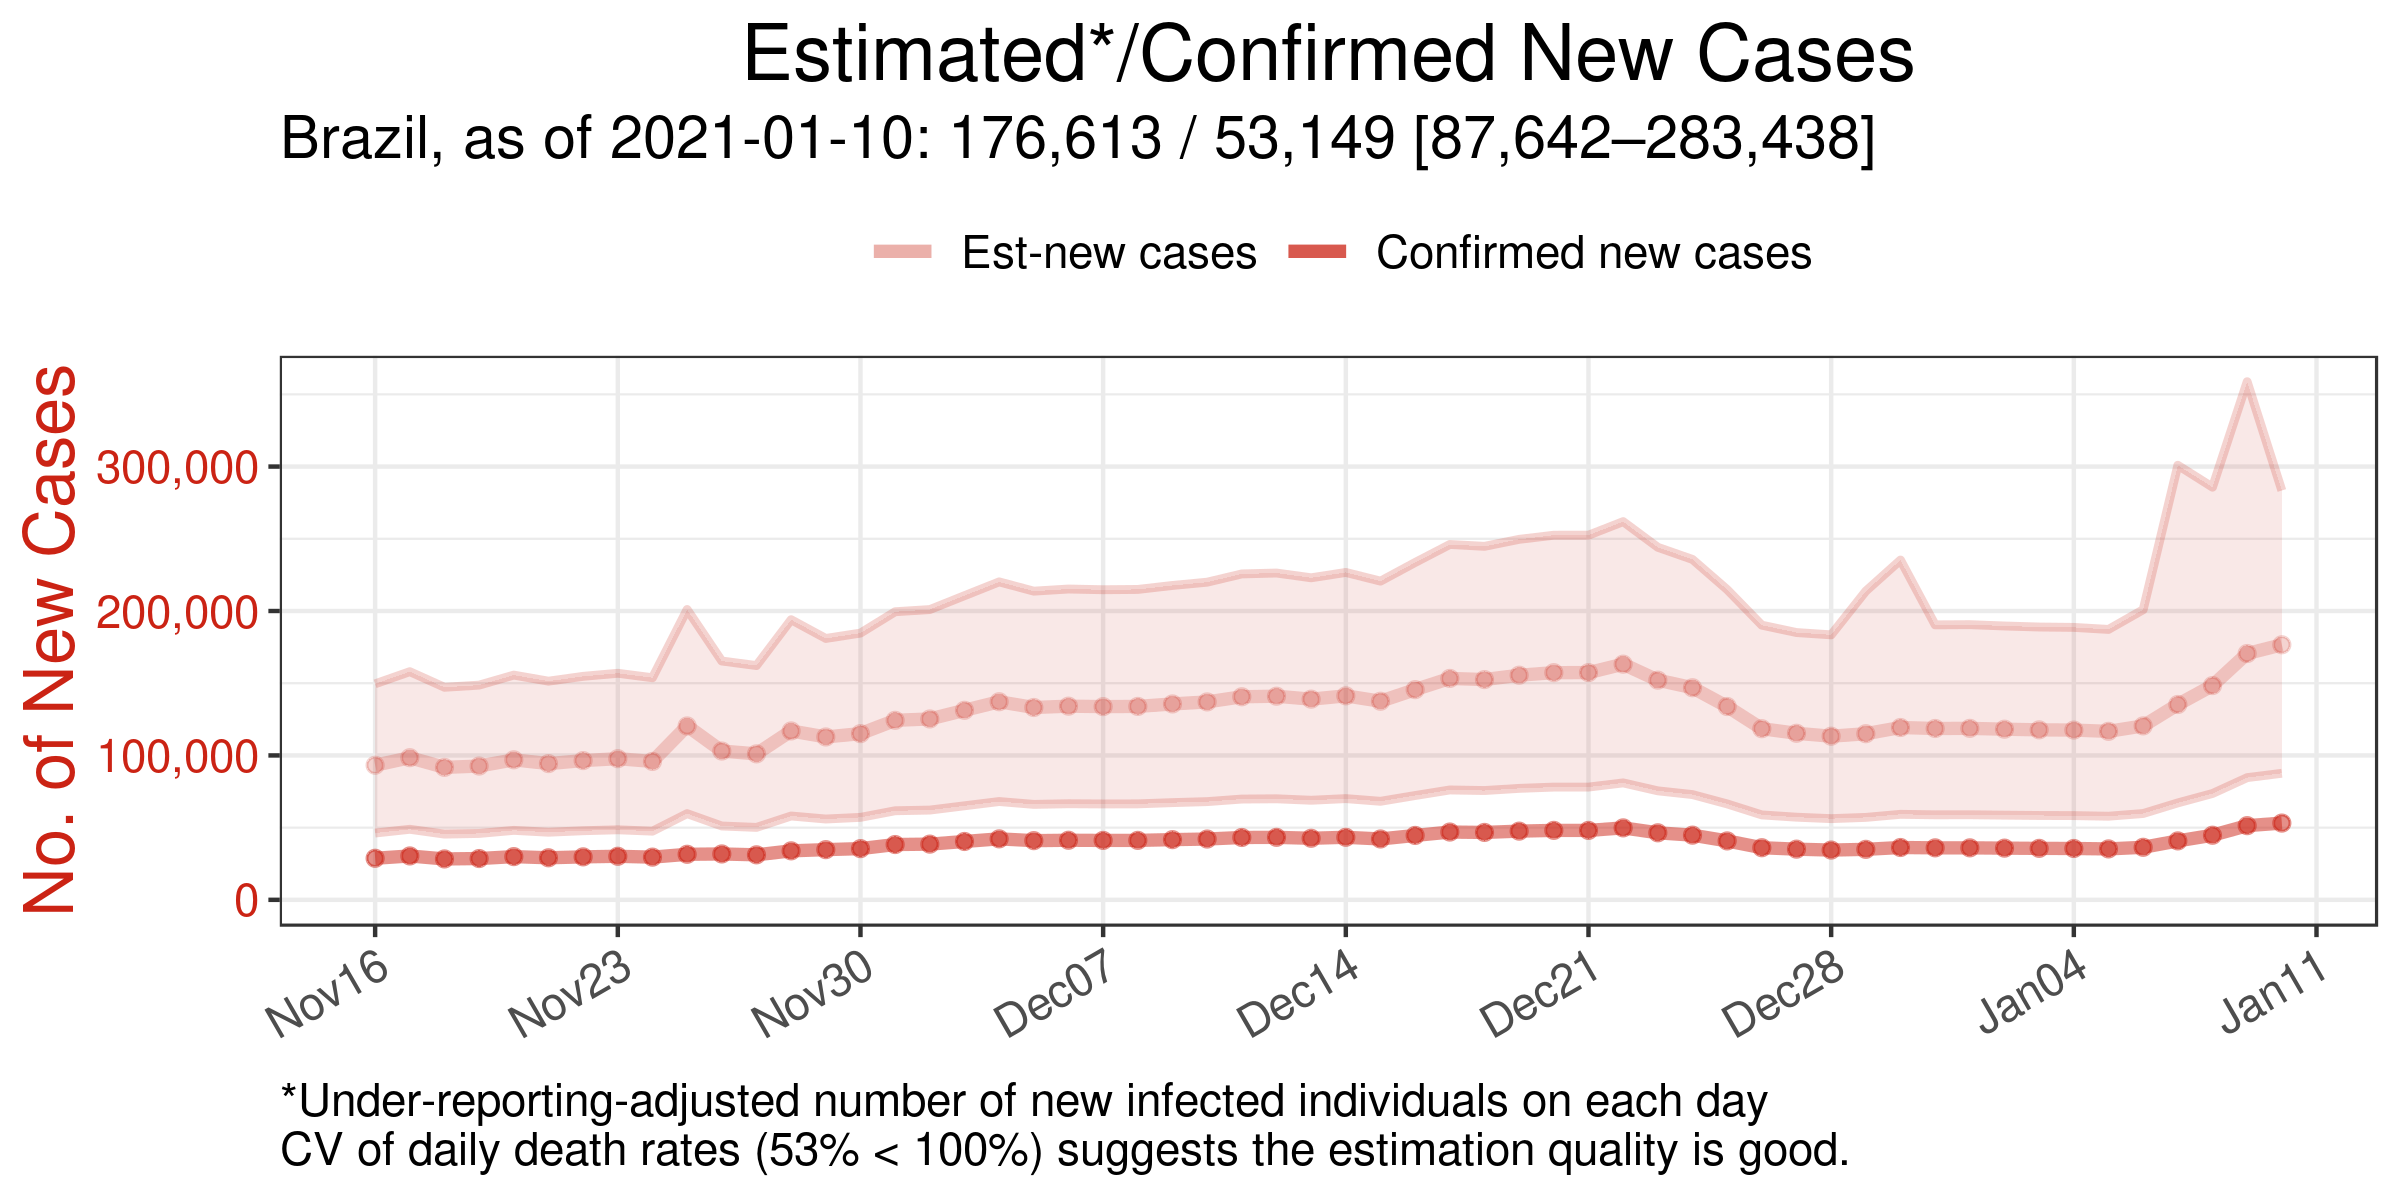 Estimated*/Confirmed New Cases
Brazil, as of 2021-01-10: 176,613 / 53,149 [87,642–283,438]
Est-new cases Confirmed new cases
No. of New Cases
300,000
200,000
100,000
0
Nov16 Nov23 Nov30 Dec07 Dec14 Dec21 Dec28 Jan04 Jan11
*Under-reporting-adjusted number of new infected individuals on each day
CV of daily death rates (53% < 100%) suggests the estimation quality is good.